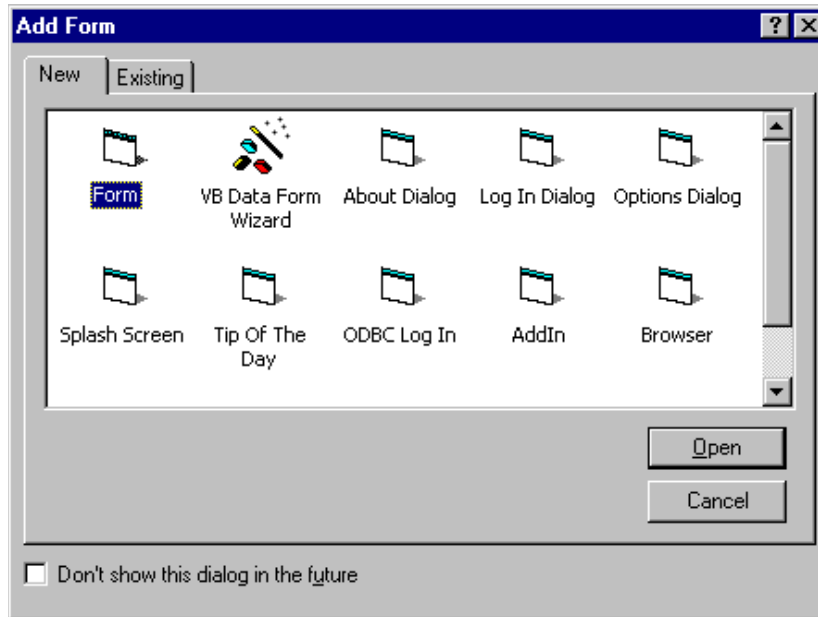 Add Form
New Existing
Form VB Data Form Wizard About Dialog Log In Dialog Options Dialog
Splash Screen Tip Of The Day ODBC Log In AddIn Browser
Open
Cancel
Don't show this dialog in the future